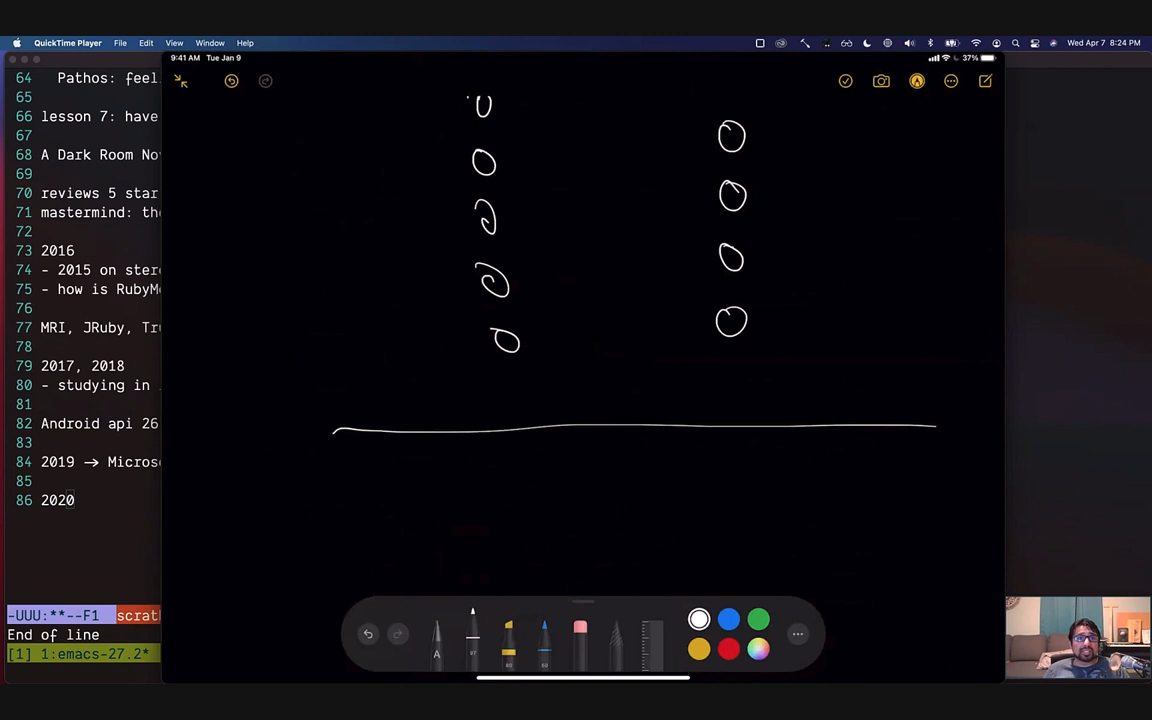 QuickTime Player File Edit View Window Help Wed Apr 7 8:24 PM
9:41 AM Tue Jan 9 37%
64 Pathos: feel
65
66 lesson 7: have
67
68 A Dark Room No
69
70 reviews 5 star
71 mastermind: the
72
73 2016
74 - 2015 on ster
75 - how is RubyM
76
77 MRI, JRuby, Tru
78
79 2017, 2018
80 - studying in
81
82 Android api 26
83
84 2019 → Micros
85
86 2020
-UUU:**--F1 scrat
End of line
[1] 1:emacs-27.2*
A